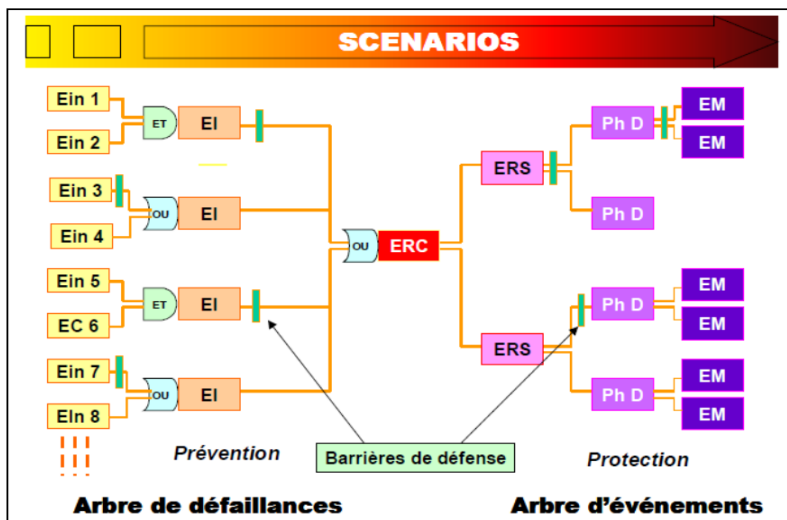 SCENARIOS
Ein 1
Ein 2
ET
EI
Ein 3
Ein 4
OU
EI
Ein 5
EC 6
ET
EI
Ein 7
EIn 8
OU
EI
OU
ERC
ERS
ERS
Ph D
Ph D
Ph D
Ph D
EM
EM
EM
EM
EM
EM
Prévention
Barrières de défense
Protection
Arbre de défaillances
Arbre d'événements